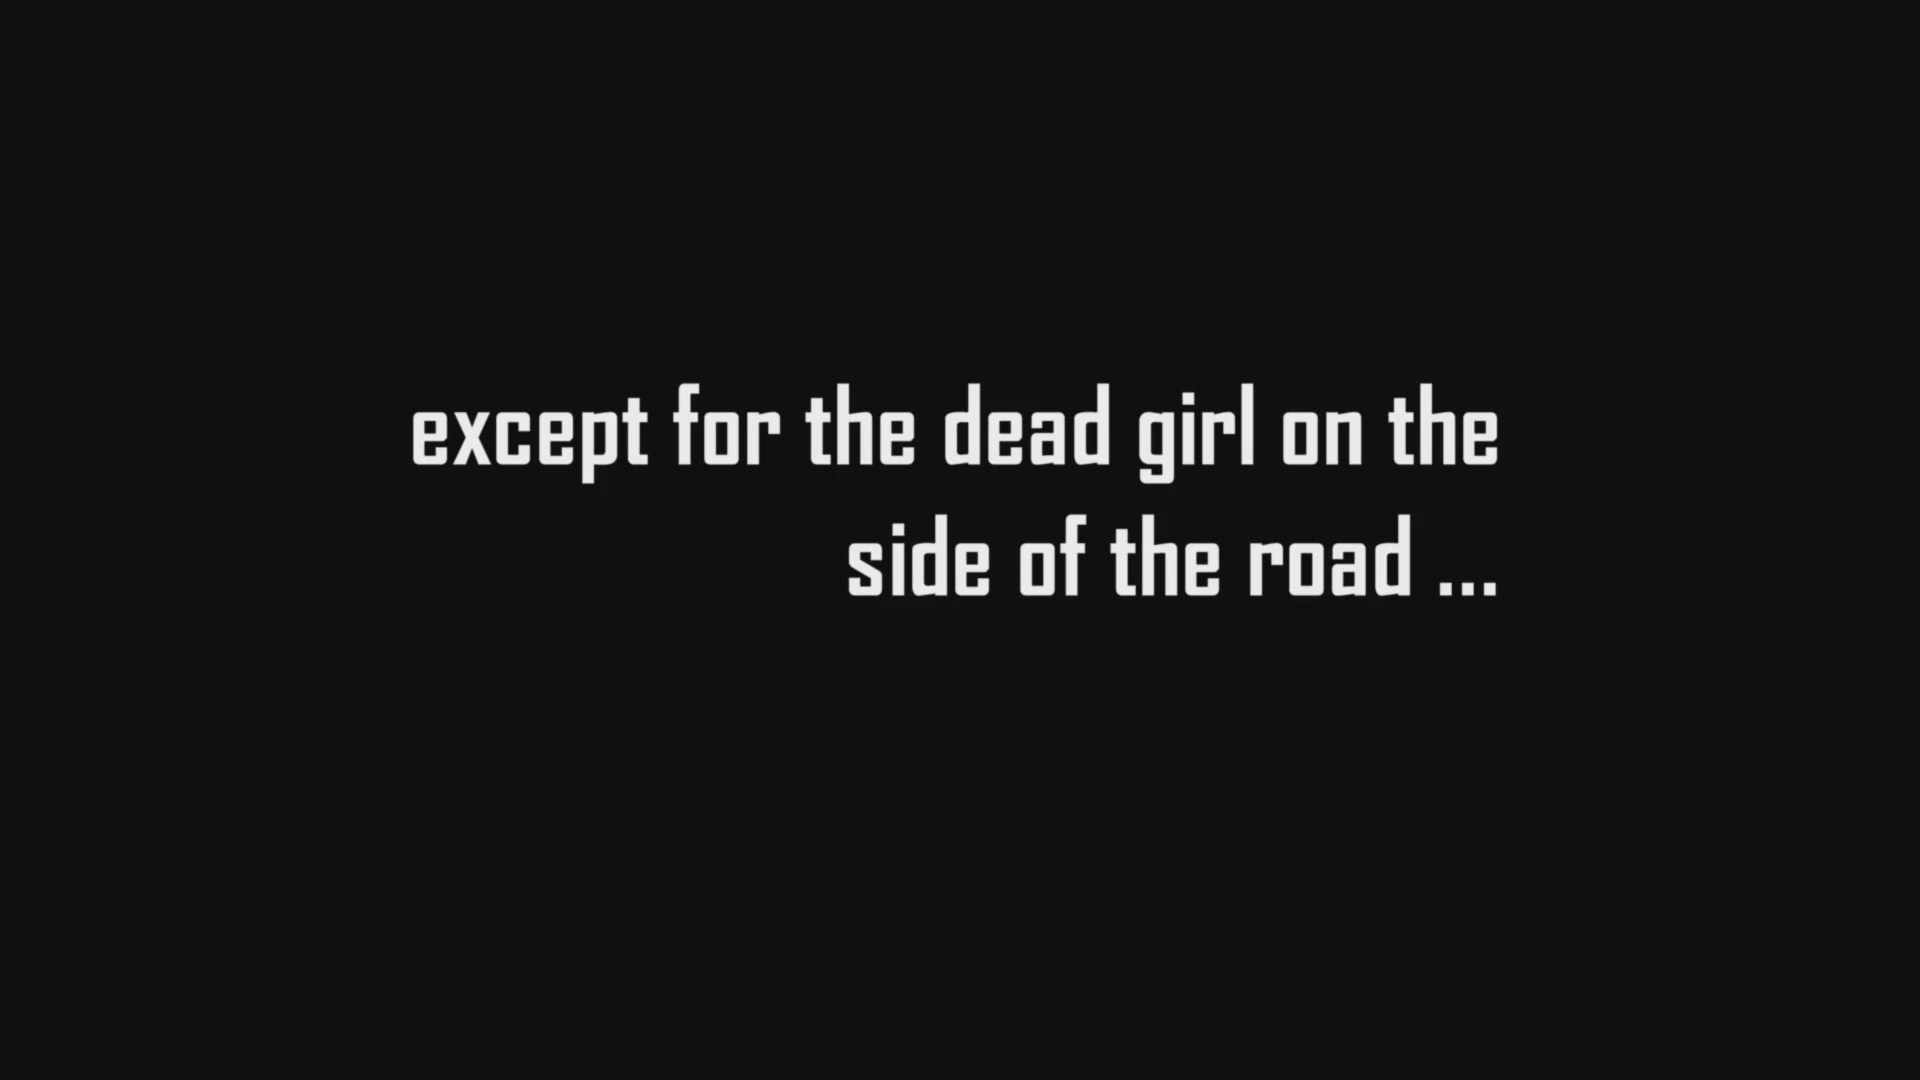 except for the dead girl on the
side of the road ...